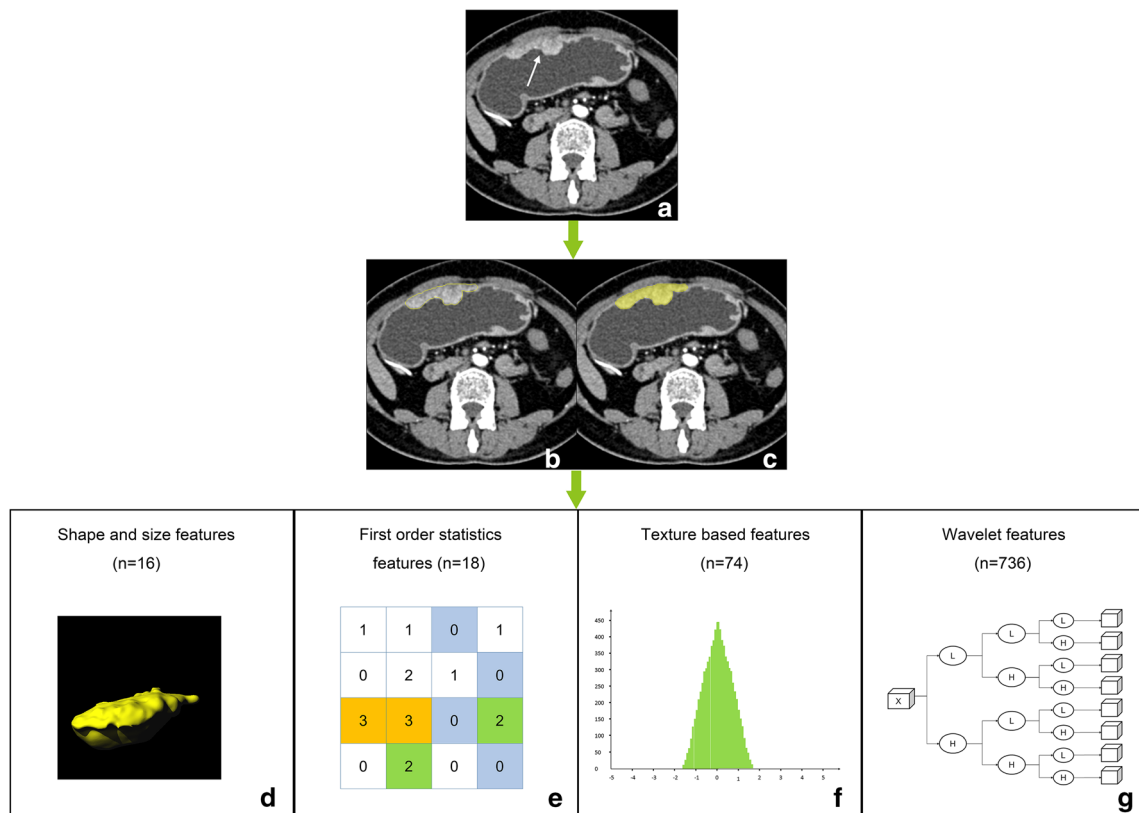 a
b
c
Shape and size features
(n=16)
d
First order statistics
features (n=18)
1 1 0 1
0 2 1 0
3 3 0 2
0 2 0 0
e
Texture based features
(n=74)
450
400
350
300
250
200
150
100
50
0
-5 -4 -3 -2 -1 0 1 2 3 4 5
f
Wavelet features
(n=736)
L
L
H
L
L
H
H
X
L
L
H
H
L
H
H
g